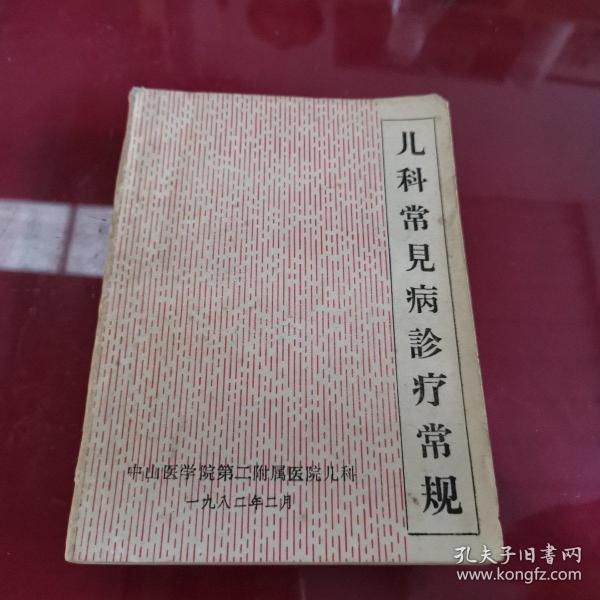 儿科常見病診疗常规
中山医学院第二附属医院儿科
一九八二年二月
孔夫子旧书网
www.kongfz.com